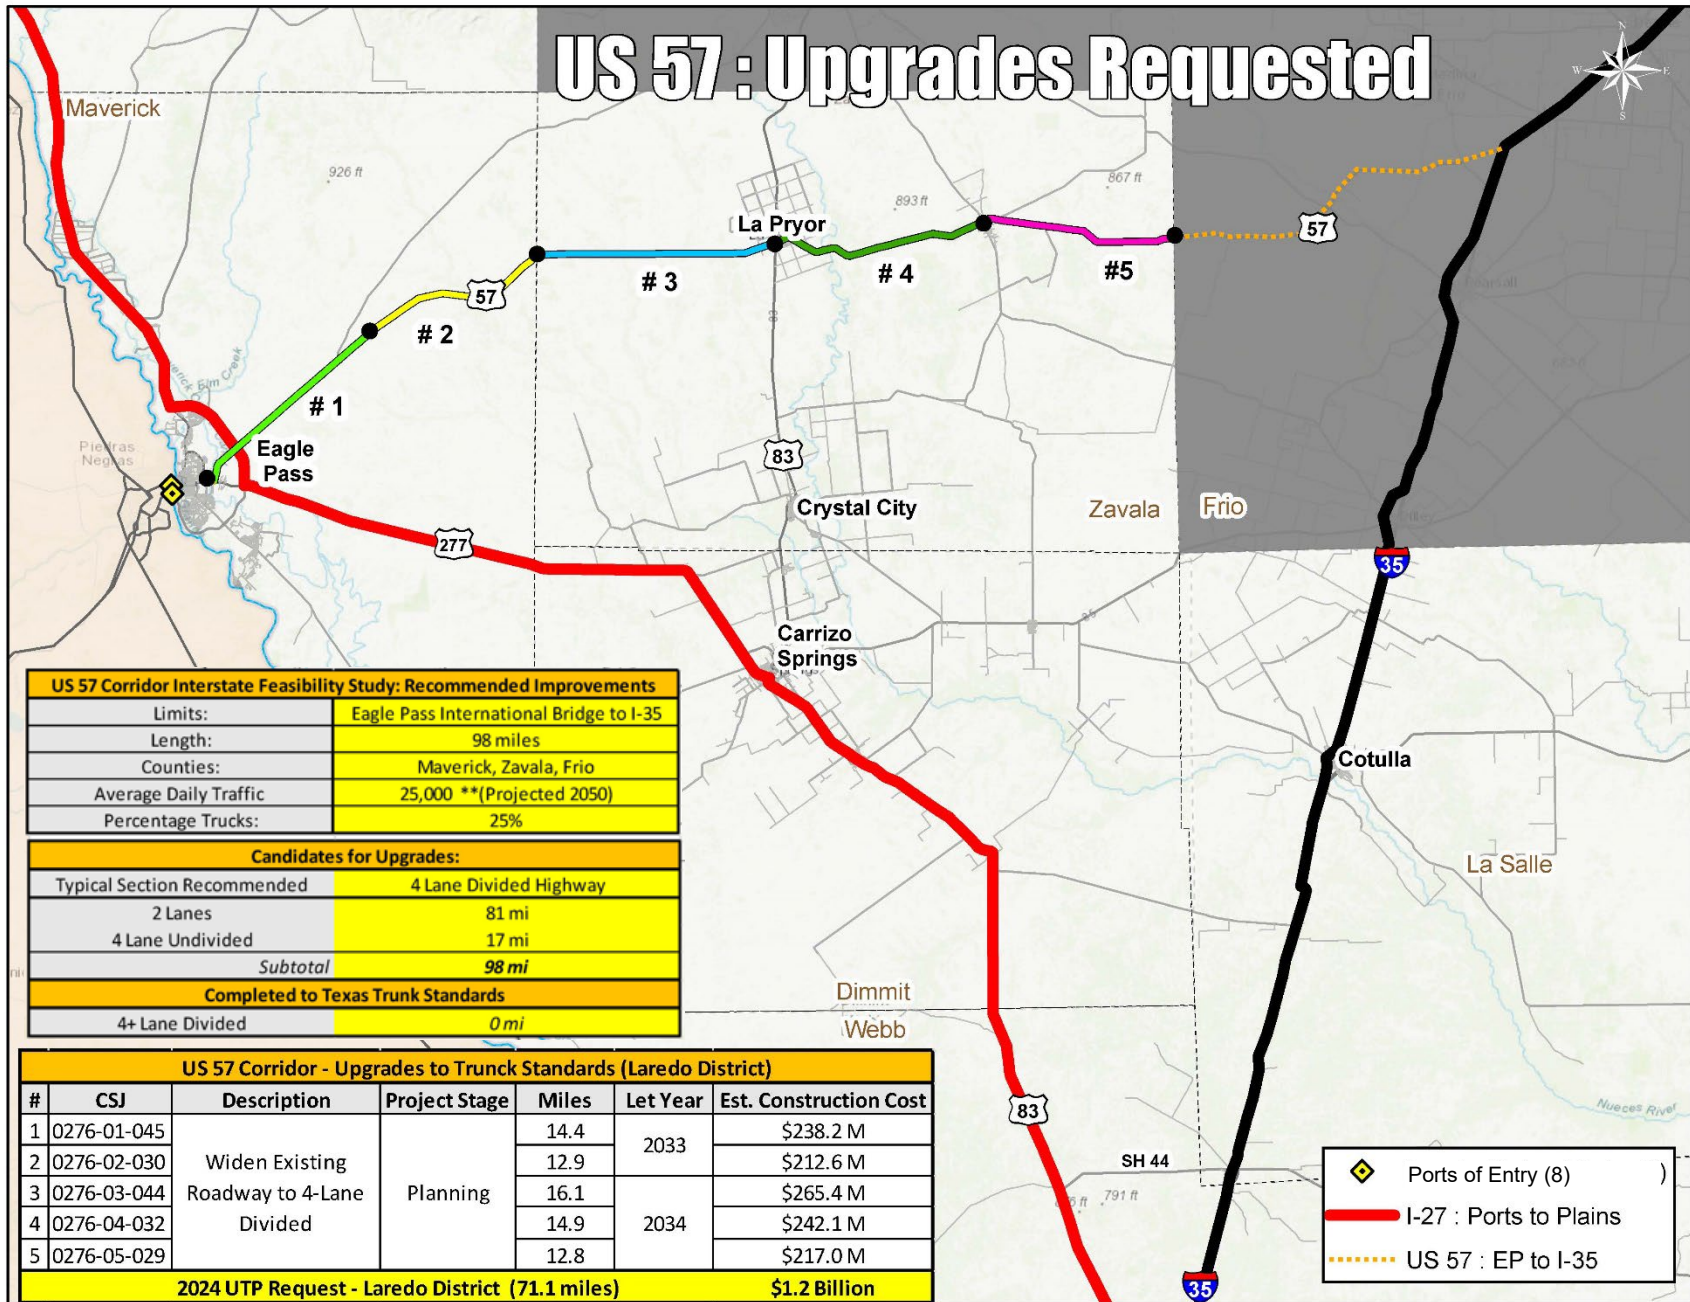 US 57 : Upgrades Requested
N
W
E
S
Maverick
926 ft
893 ft
867 ft
La Pryor
57
# 3
# 4
#5
57
# 2
# 1
Elm Creek
Piedras
Negras
Eagle
Pass
83
83
Crystal City
Zavala
Frio
277
35
Carrizo
Springs
Cotulla
La Salle
Dimmit
Webb
Nueces River
83
SH 44
791 ft
35
US 57 Corridor Interstate Feasibility Study: Recommended Improvements
Limits: Eagle Pass International Bridge to I-35
Length: 98 miles
Counties: Maverick, Zavala, Frio
Average Daily Traffic 25,000 **(Projected 2050)
Percentage Trucks: 25%
Candidates for Upgrades:
Typical Section Recommended 4 Lane Divided Highway
2 Lanes 81 mi
4 Lane Undivided 17 mi
Subtotal 98 mi
Completed to Texas Trunk Standards
4+ Lane Divided 0 mi
US 57 Corridor - Upgrades to Trunck Standards (Laredo District)
# CSJ Description Project Stage Miles Let Year Est. Construction Cost
1 0276-01-045 14.4 $238.2 M
2033
2 0276-02-030 Widen Existing 12.9 $212.6 M
3 0276-03-044 Roadway to 4-Lane Planning 16.1 $265.4 M
4 0276-04-032 Divided 14.9 2034 $242.1 M
5 0276-05-029 12.8 $217.0 M
2024 UTP Request - Laredo District (71.1 miles) $1.2 Billion
Ports of Entry (8) )
I-27 : Ports to Plains
US 57 : EP to I-35